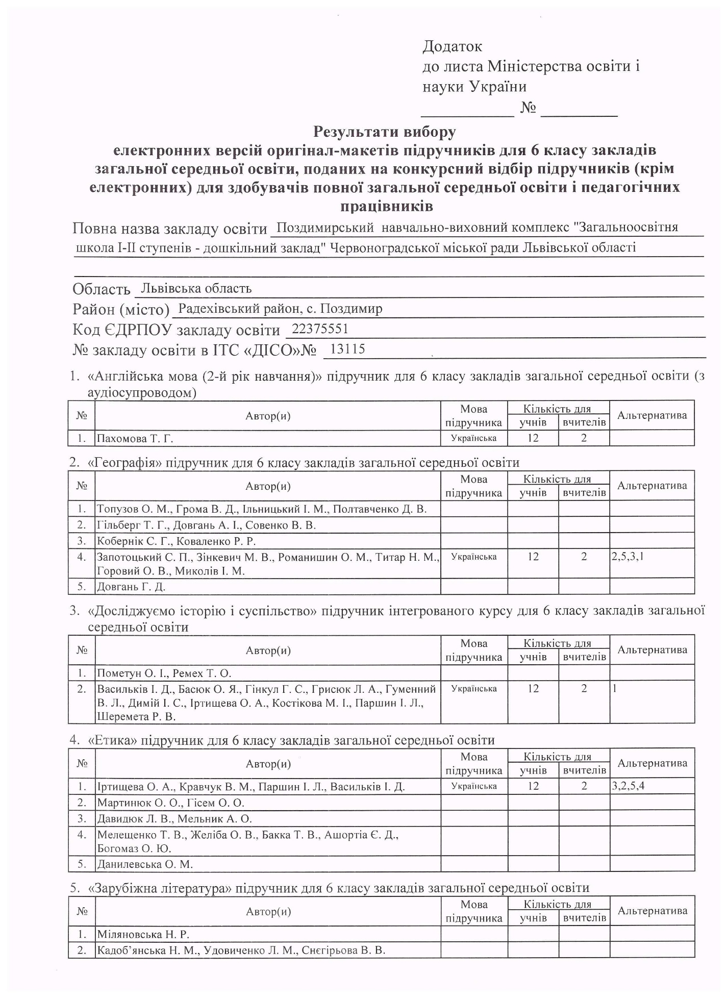 Додаток
до листа Міністерства освіти і
науки України
____________ № __________
Результати вибору
електронних версій оригінал-макетів підручників для 6 класу закладів
загальної середньої освіти, поданих на конкурсний відбір підручників (крім
електронних) для здобувачів повної загальної середньої освіти і педагогічних
працівників
Повна назва закладу освіти Поздимирський навчально-виховний комплекс "Загальноосвітня
школа І-ІІ ступенів - дошкільний заклад" Червоноградської міської ради Львівської області
Область Львівська область
Район (місто) Радехівський район, с. Поздимир
Код ЄДРПОУ закладу освіти 22375551
№ закладу освіти в ІТС «ДІСО»№ 13115
1. «Англійська мова (2-й рік навчання)» підручник для 6 класу закладів загальної середньої освіти (з
аудіосупроводом)
№ Автор(и) Мова підручника Кількість для учнів вчителів Альтернатива
1. Пахомова Т. Г. Українська 12 2
2. «Географія» підручник для 6 класу закладів загальної середньої освіти
№ Автор(и) Мова підручника Кількість для учнів вчителів Альтернатива
1. Топузов О. М., Грома В. Д., Ільницький І. М., Полтавченко Д. В.
2. Гільберг Т. Г., Довгань А. І., Совенко В. В.
3. Кобернік С. Г., Коваленко Р. Р.
4. Запотоцький С. П., Зінкевич М. В., Романишин О. М., Титар Н. М., Українська 12 2 2,5,3,1
Горовий О. В., Миколів І. М.
5. Довгань Г. Д.
3. «Досліджуємо історію і суспільство» підручник інтегрованого курсу для 6 класу закладів загальної
середньої освіти
№ Автор(и) Мова підручника Кількість для учнів вчителів Альтернатива
1. Пометун О. І., Ремех Т. О.
2. Васильків І. Д., Басюк О. Я., Гінкул Г. С., Грисюк Л. А., Гуменний Українська 12 2 1
В. Л., Димій І. С., Іртищева О. А., Костікова М. І., Паршин І. Л.,
Шеремета Р. В.
4. «Етика» підручник для 6 класу закладів загальної середньої освіти
№ Автор(и) Мова підручника Кількість для учнів вчителів Альтернатива
1. Іртищева О. А., Кравчук В. М., Паршин І. Л., Васильків І. Д. Українська 12 2 3,2,5,4
2. Мартинюк О. О., Гісем О. О.
3. Давидюк Л. В., Мельник А. О.
4. Мелещенко Т. В., Желіба О. В., Бакка Т. В., Ашортіа Є. Д.,
Богомаз О. Ю.
5. Данилевська О. М.
5. «Зарубіжна література» підручник для 6 класу закладів загальної середньої освіти
№ Автор(и) Мова підручника Кількість для учнів вчителів Альтернатива
1. Міляновська Н. Р.
2. Кадоб’янська Н. М., Удовиченко Л. М., Снєгірьова В. В.